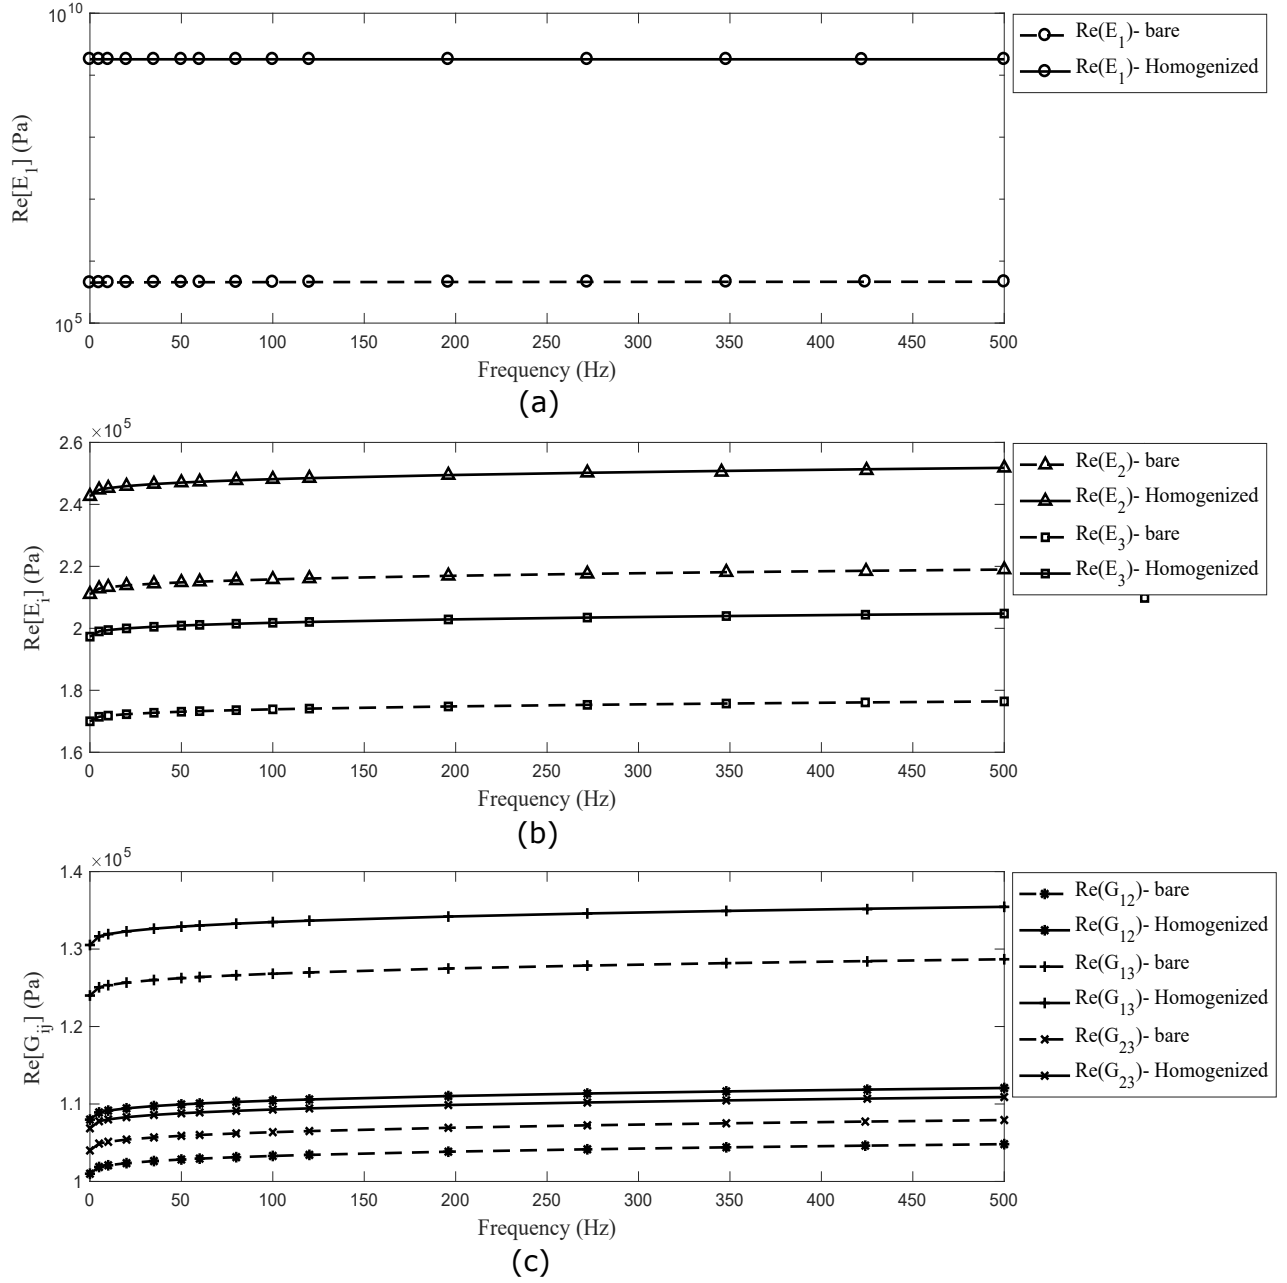 10^10
Re[E_1] (Pa)
10^5
0 50 100 150 200 250 300 350 400 450 500
Frequency (Hz)
(a)
Re(E_1)- bare
Re(E_1)- Homogenized
×10^5
2.6
2.4
2.2
2
1.8
1.6
Re[E_i] (Pa)
0 50 100 150 200 250 300 350 400 450 500
Frequency (Hz)
(b)
Re(E_2)- bare
Re(E_2)- Homogenized
Re(E_3)- bare
Re(E_3)- Homogenized
×10^5
1.4
1.3
1.2
1.1
1
Re[G_ij] (Pa)
0 50 100 150 200 250 300 350 400 450 500
Frequency (Hz)
(c)
Re(G_12)- bare
Re(G_12)- Homogenized
Re(G_13)- bare
Re(G_13)- Homogenized
Re(G_23)- bare
Re(G_23)- Homogenized